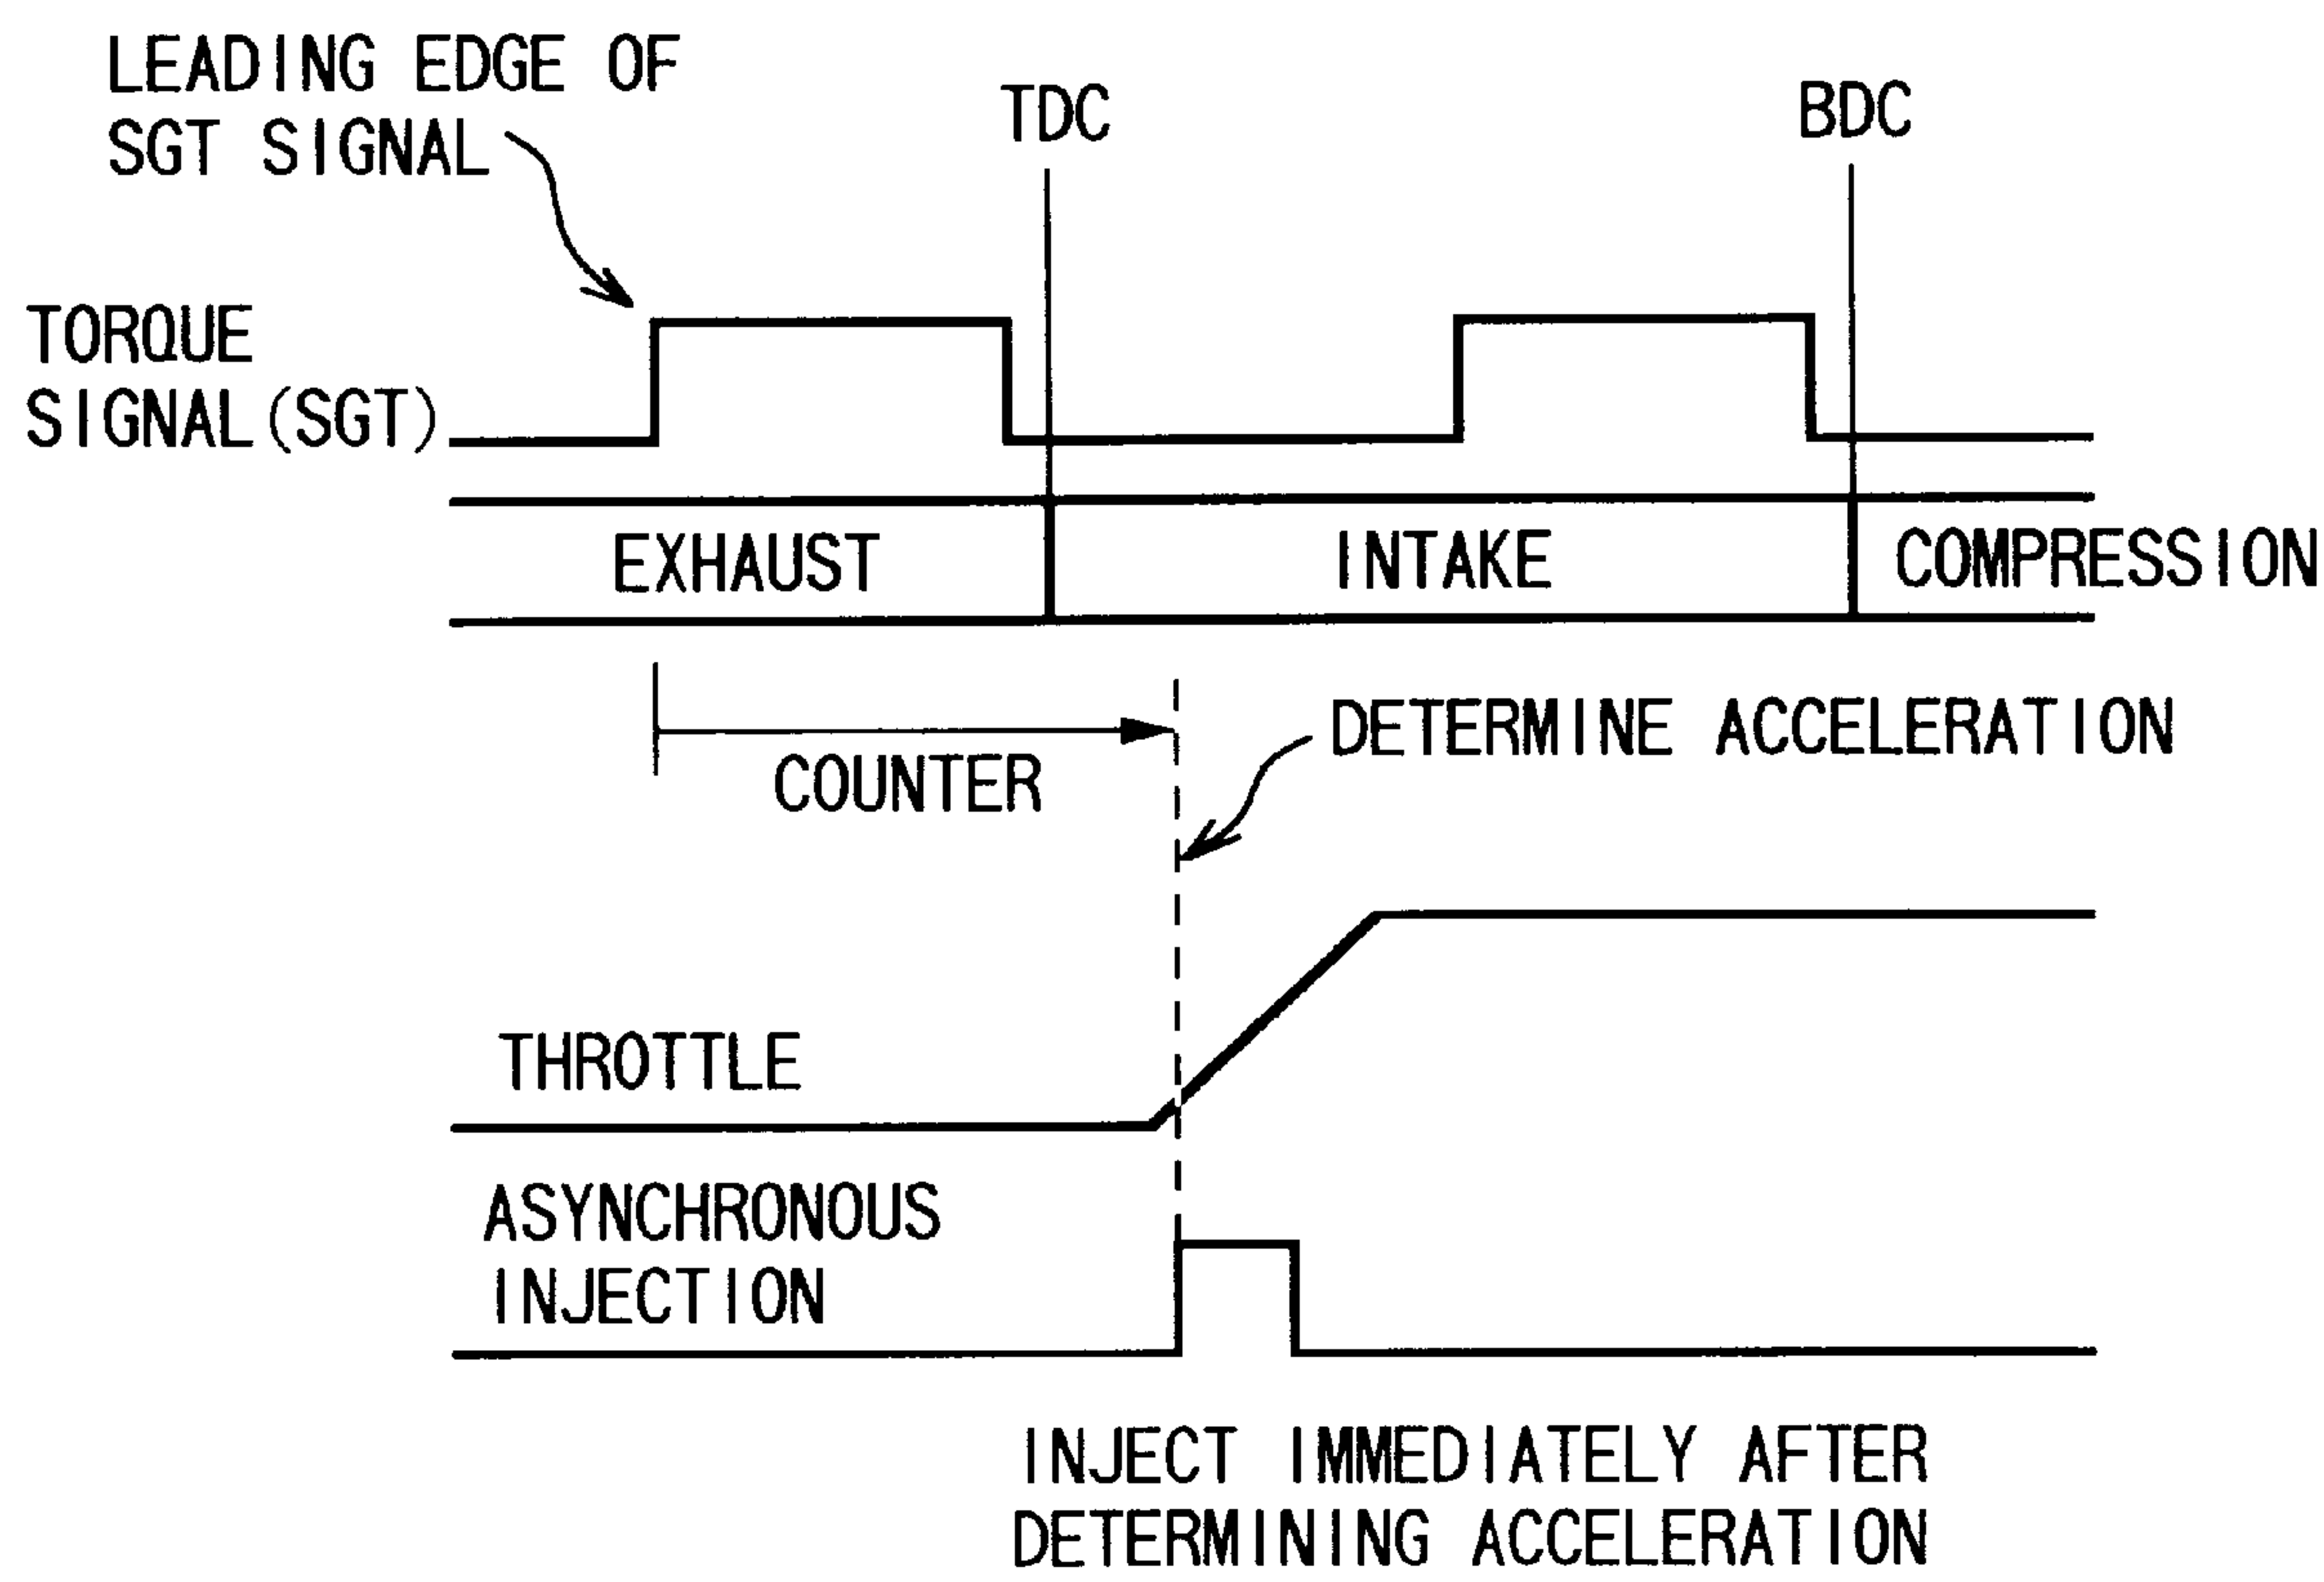 LEADING EDGE OF
SGT SIGNAL
TDC
BDC
TORQUE
SIGNAL(SGT)
EXHAUST
INTAKE
COMPRESSION
COUNTER
DETERMINE ACCELERATION
THROTTLE
ASYNCHRONOUS
INJECTION
INJECT IMMEDIATELY AFTER
DETERMINING ACCELERATION